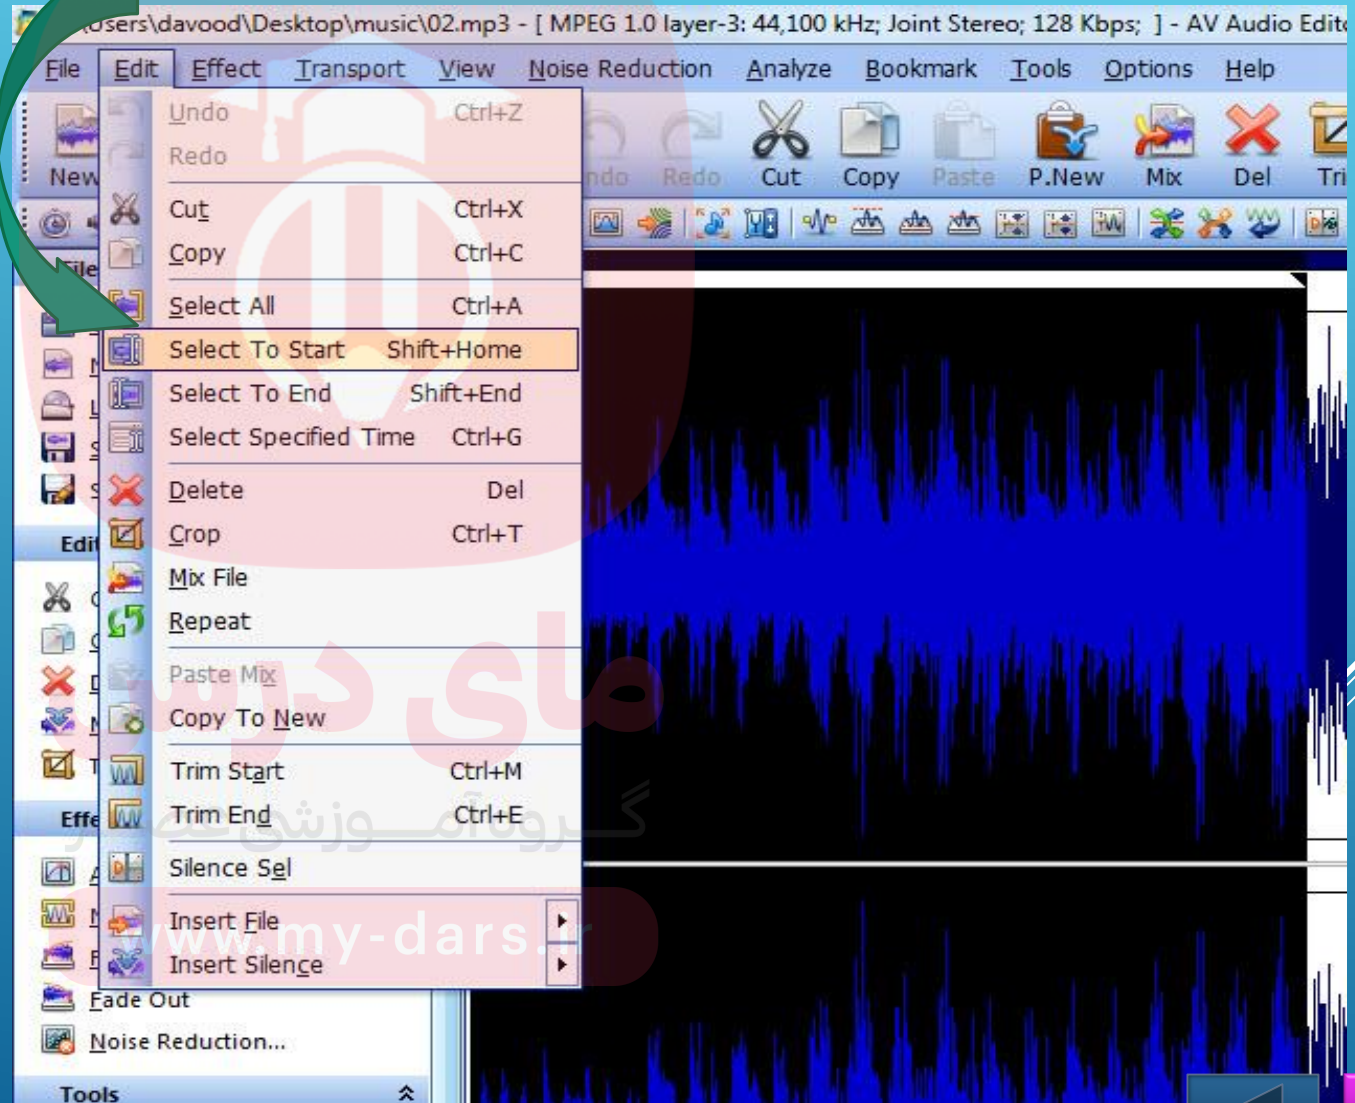 \Users\davood\Desktop\music\02.mp3 - [ MPEG 1.0 layer-3: 44,100 kHz; Joint Stereo; 128 Kbps; ] - AV Audio
File Edit Effect Transport View Noise Reduction Analyze Bookmark Tools Options Help
New Redo Cut Copy Paste P.New Mix Del
Undo Ctrl+Z
Redo
Cut Ctrl+X
Copy Ctrl+C
Select All Ctrl+A
Select To Start Shift+Home
Select To End Shift+End
Select Specified Time Ctrl+G
Delete Del
Crop Ctrl+T
Mix File
Repeat
Paste Mix
Copy To New
Trim Start Ctrl+M
Trim End Ctrl+E
Silence Sel
Insert File
Insert Silence
Fade Out
Noise Reduction...
Tools
مای درس
گروه آموزشی عصر
www.my-dars.ir